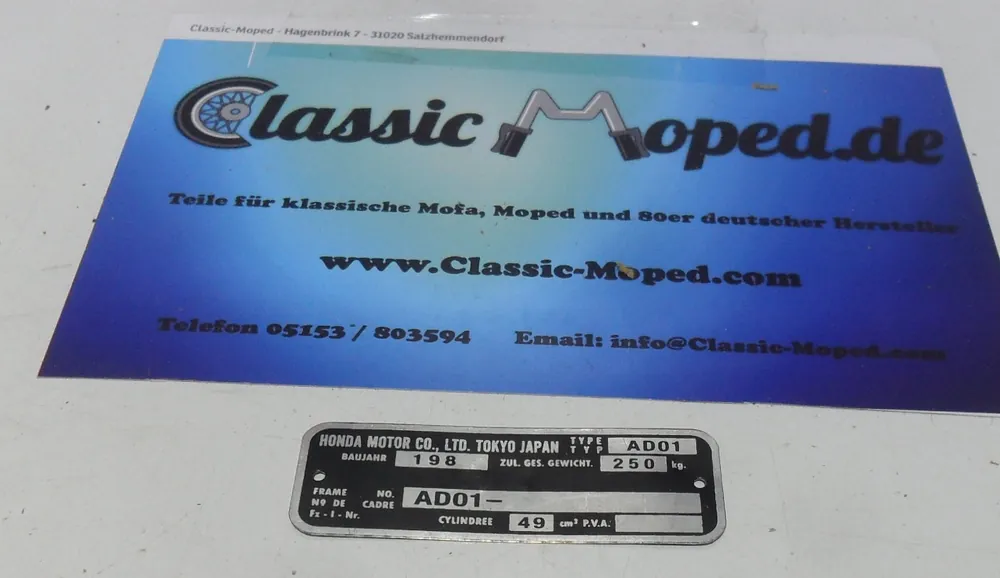 Classic-Moped - Hagenbrink 7 - 31020 Salzhemmendorf
Classic Moped.de
Teile für klassische Mofa, Moped und 80er deutscher Hersteller
www.Classic-Moped.com
Telefon 05153 / 803594 Email: info@Classic-Moped.com
HONDA MOTOR CO., LTD. TOKYO JAPAN TYPE TYP AD01
BAUJAHR 198 ZUL. GES. GEWICHT. 250 kg.
FRAME NO.
Nº DE CADRE AD01-
Fz - I - Nr.
CYLINDREE 49 cm³ P.V.A.